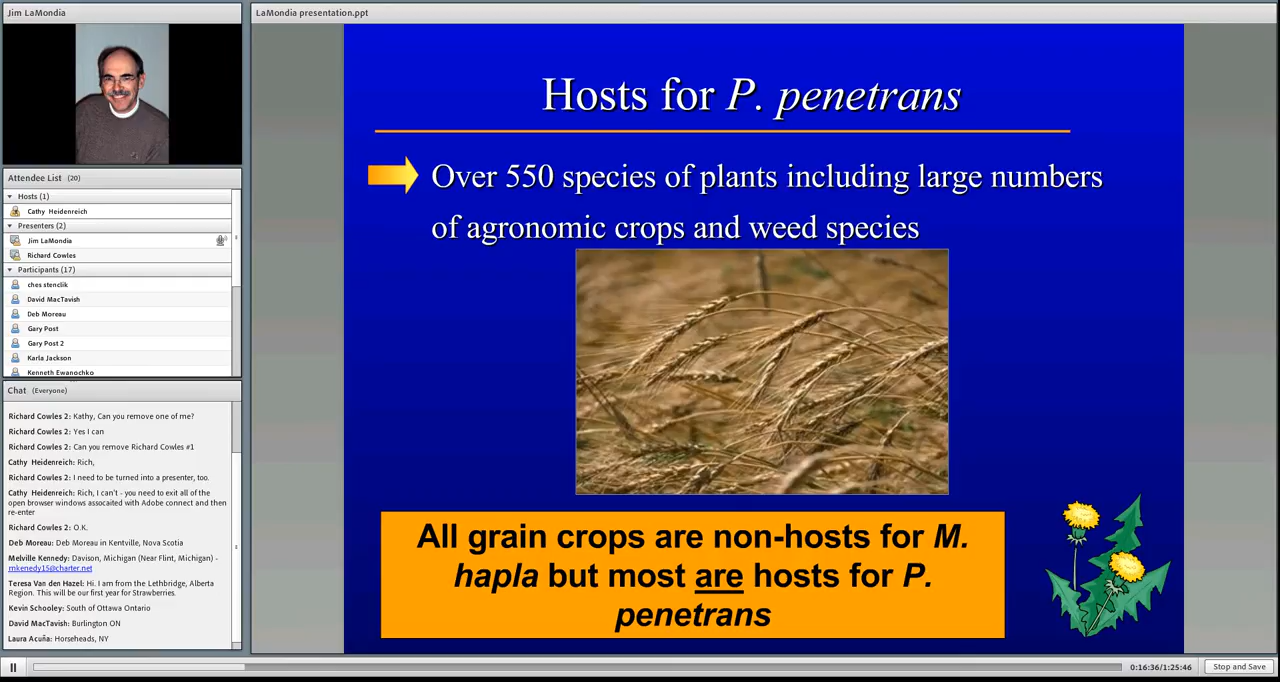 Jim LaMondia
Attendee List (20)
Hosts (1)
Cathy Heidenreich
Presenters (2)
Jim LaMondia
Richard Cowles
Participants (17)
ches stenclik
David MacTavish
Deb Moreau
Gary Post
Gary Post 2
Karla Jackson
Kenneth Ewanochko
Chat (Everyone)
Richard Cowles 2: Kathy, Can you remove one of me?
Richard Cowles 2: Yes I can
Richard Cowles 2: Can you remove Richard Cowles #1
Cathy Heidenreich: Rich,
Richard Cowles 2: I need to be turned into a presenter, too.
Cathy Heidenreich: Rich, I can't - you need to exit all of the
open browser windows assocaited with Adobe connect and then
re-enter
Richard Cowles 2: O.K.
Deb Moreau: Deb Moreau in Kentville, Nova Scotia
Melville Kennedy: Davison, Michigan (Near Flint, Michigan) -
mkenedy15@charter.net
Teresa Van den Hazel: Hi. I am from the Lethbridge, Alberta
Region. This will be our first year for Strawberries.
Kevin Schooley: South of Ottawa Ontario
David MacTavish: Burlington ON
Laura Acuña: Horseheads, NY
LaMondia presentation.ppt
Hosts for P. penetrans
Over 550 species of plants including large numbers
of agronomic crops and weed species
All grain crops are non-hosts for M.
hapla but most are hosts for P.
penetrans
0:16:36/1:25:46
Stop and Save